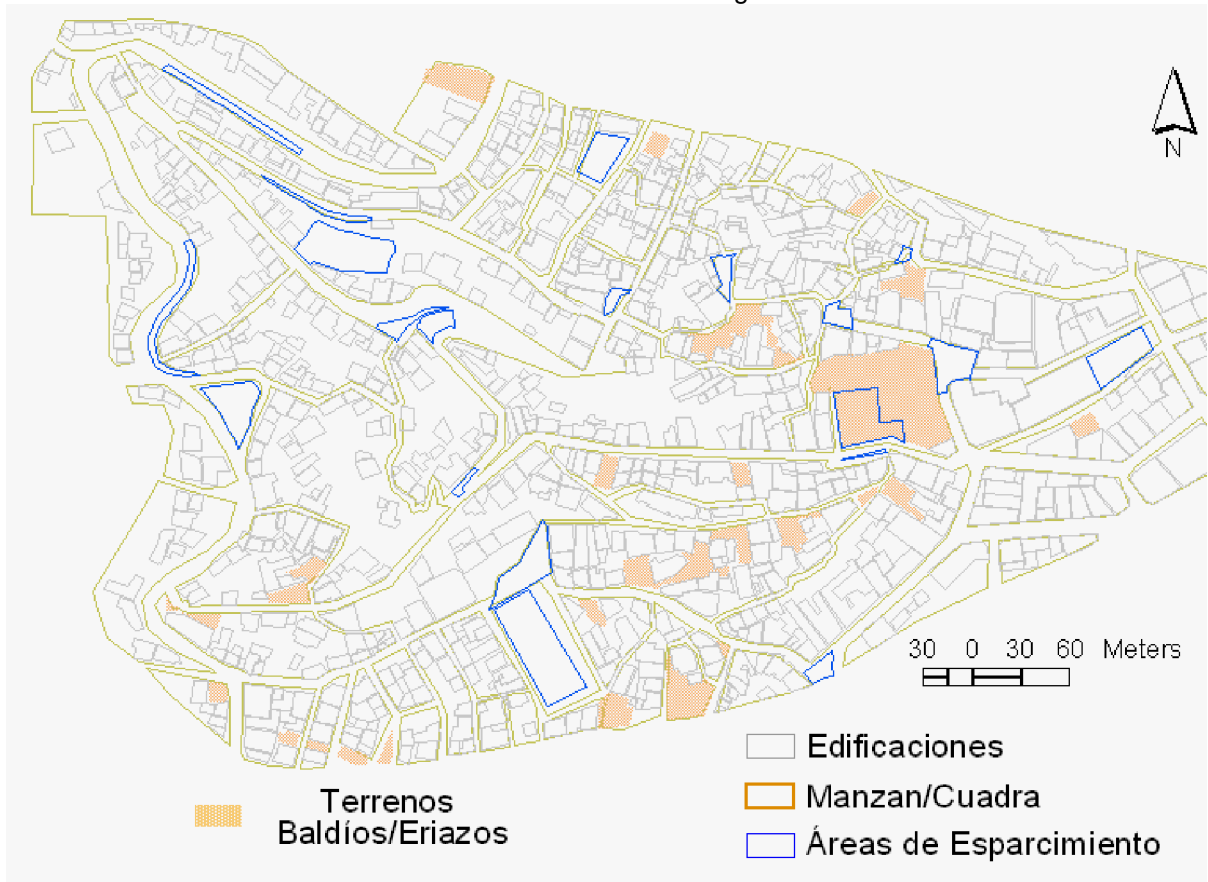 N
30 0 30 60 Meters
Edificaciones
Manzan/Cuadra
Áreas de Esparcimiento
Terrenos
Baldíos/Eriazos